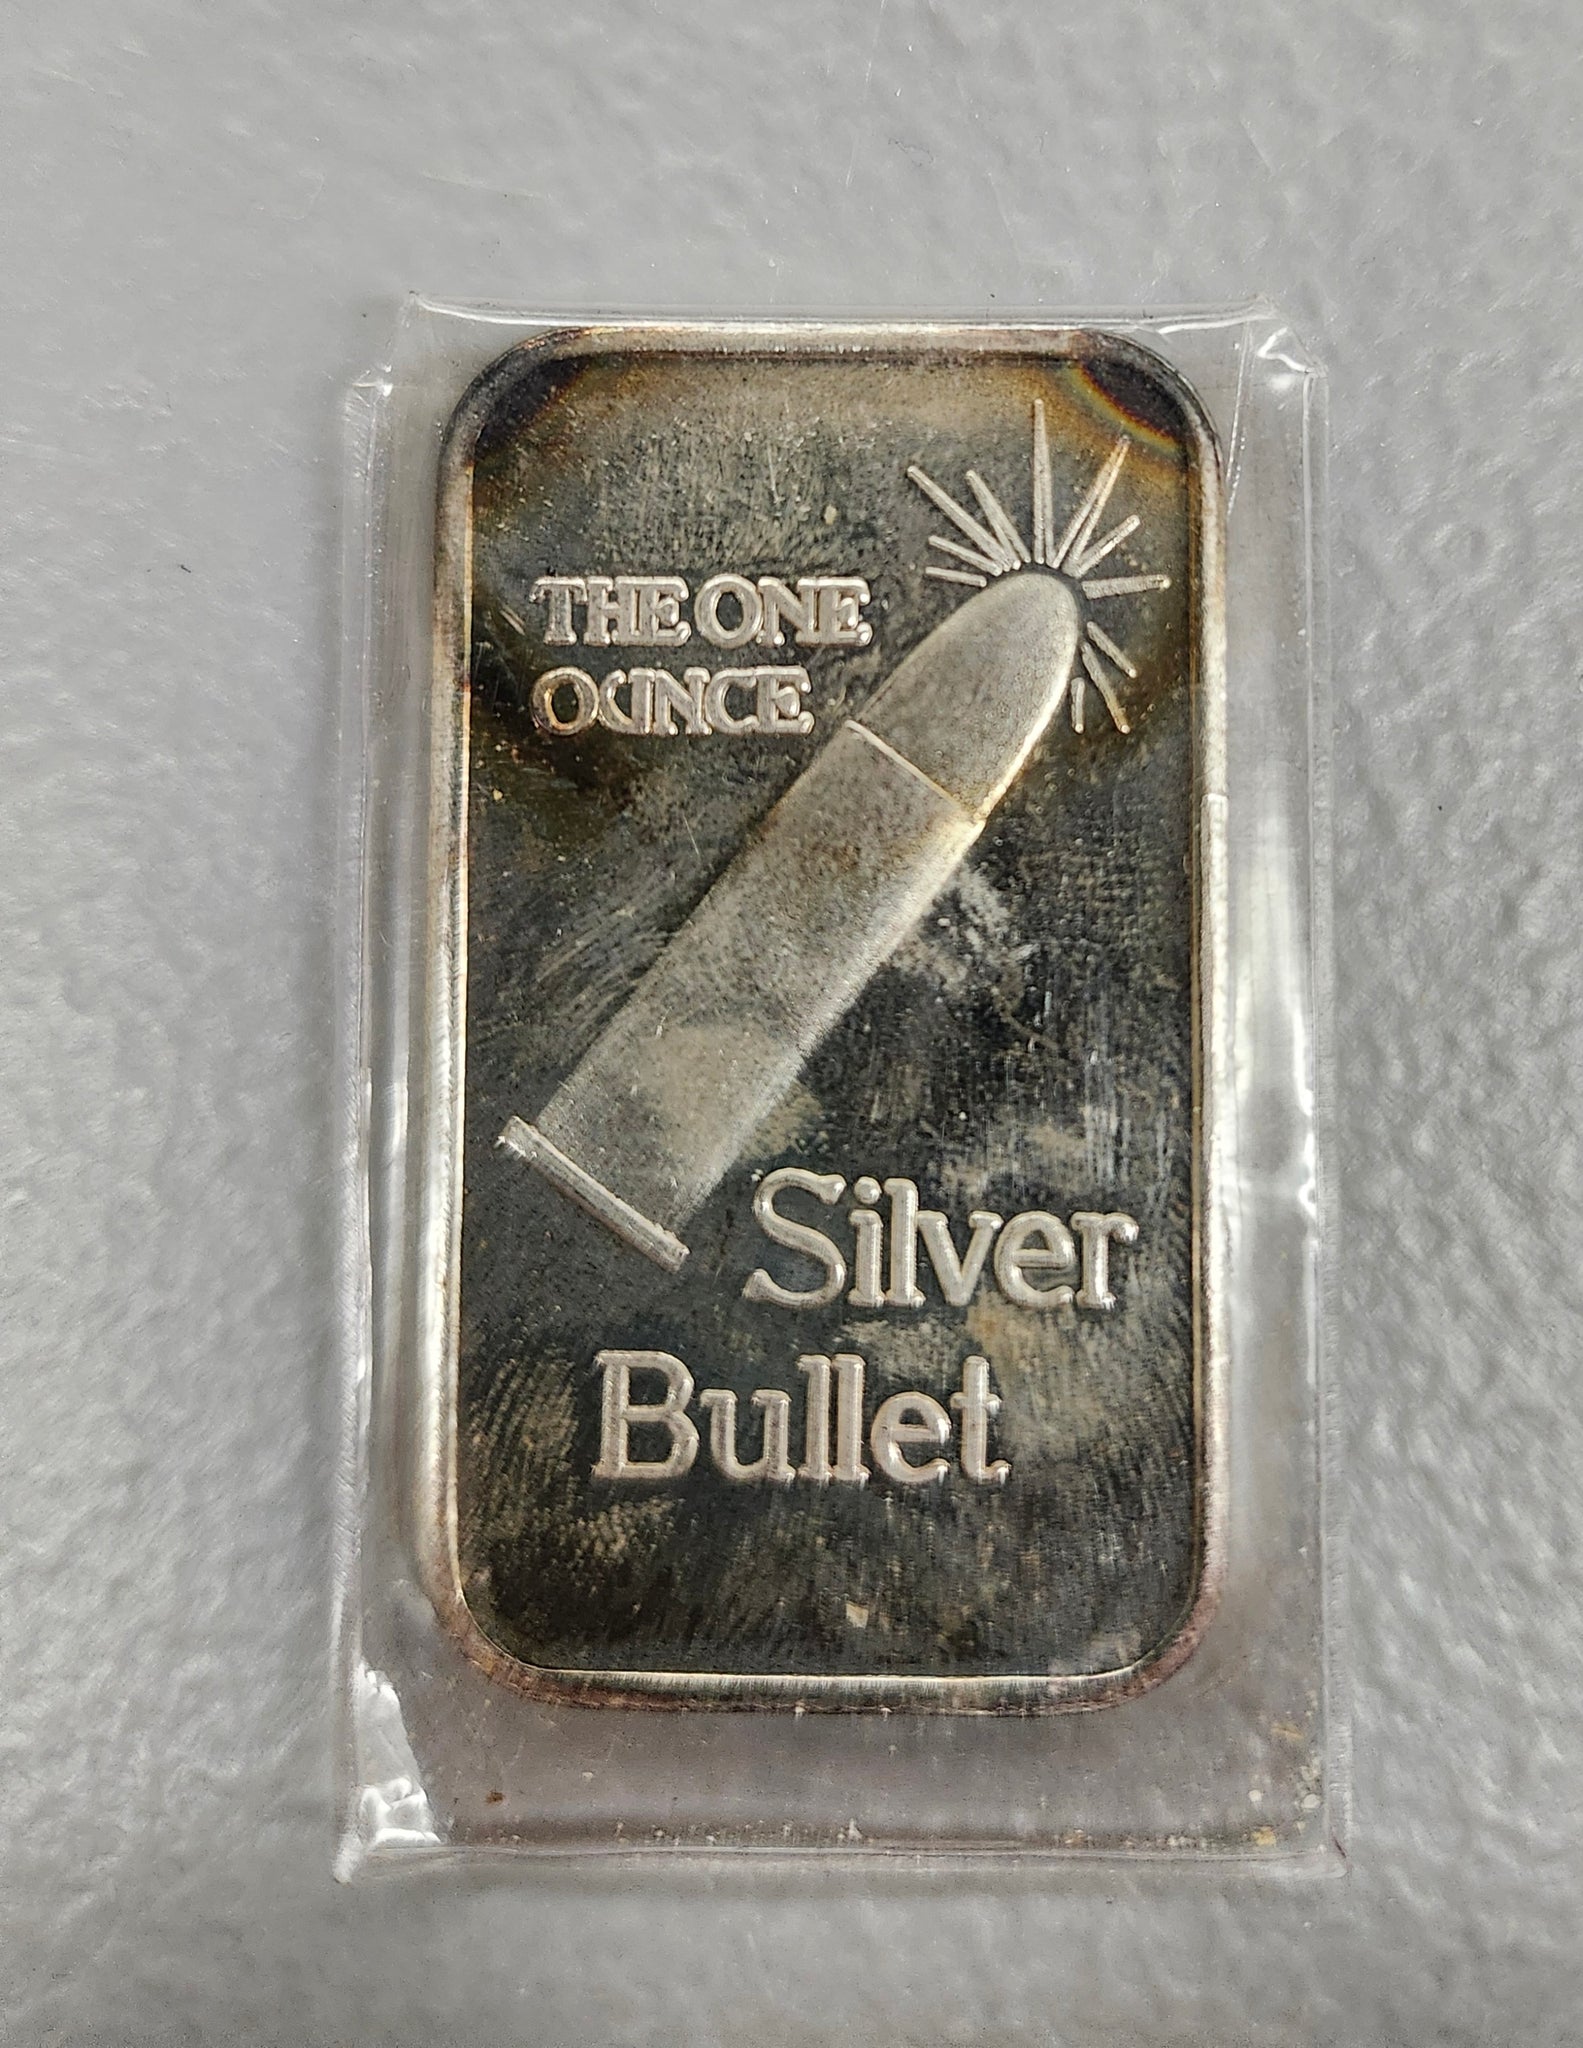 THE ONE
OUNCE
Silver
Bullet